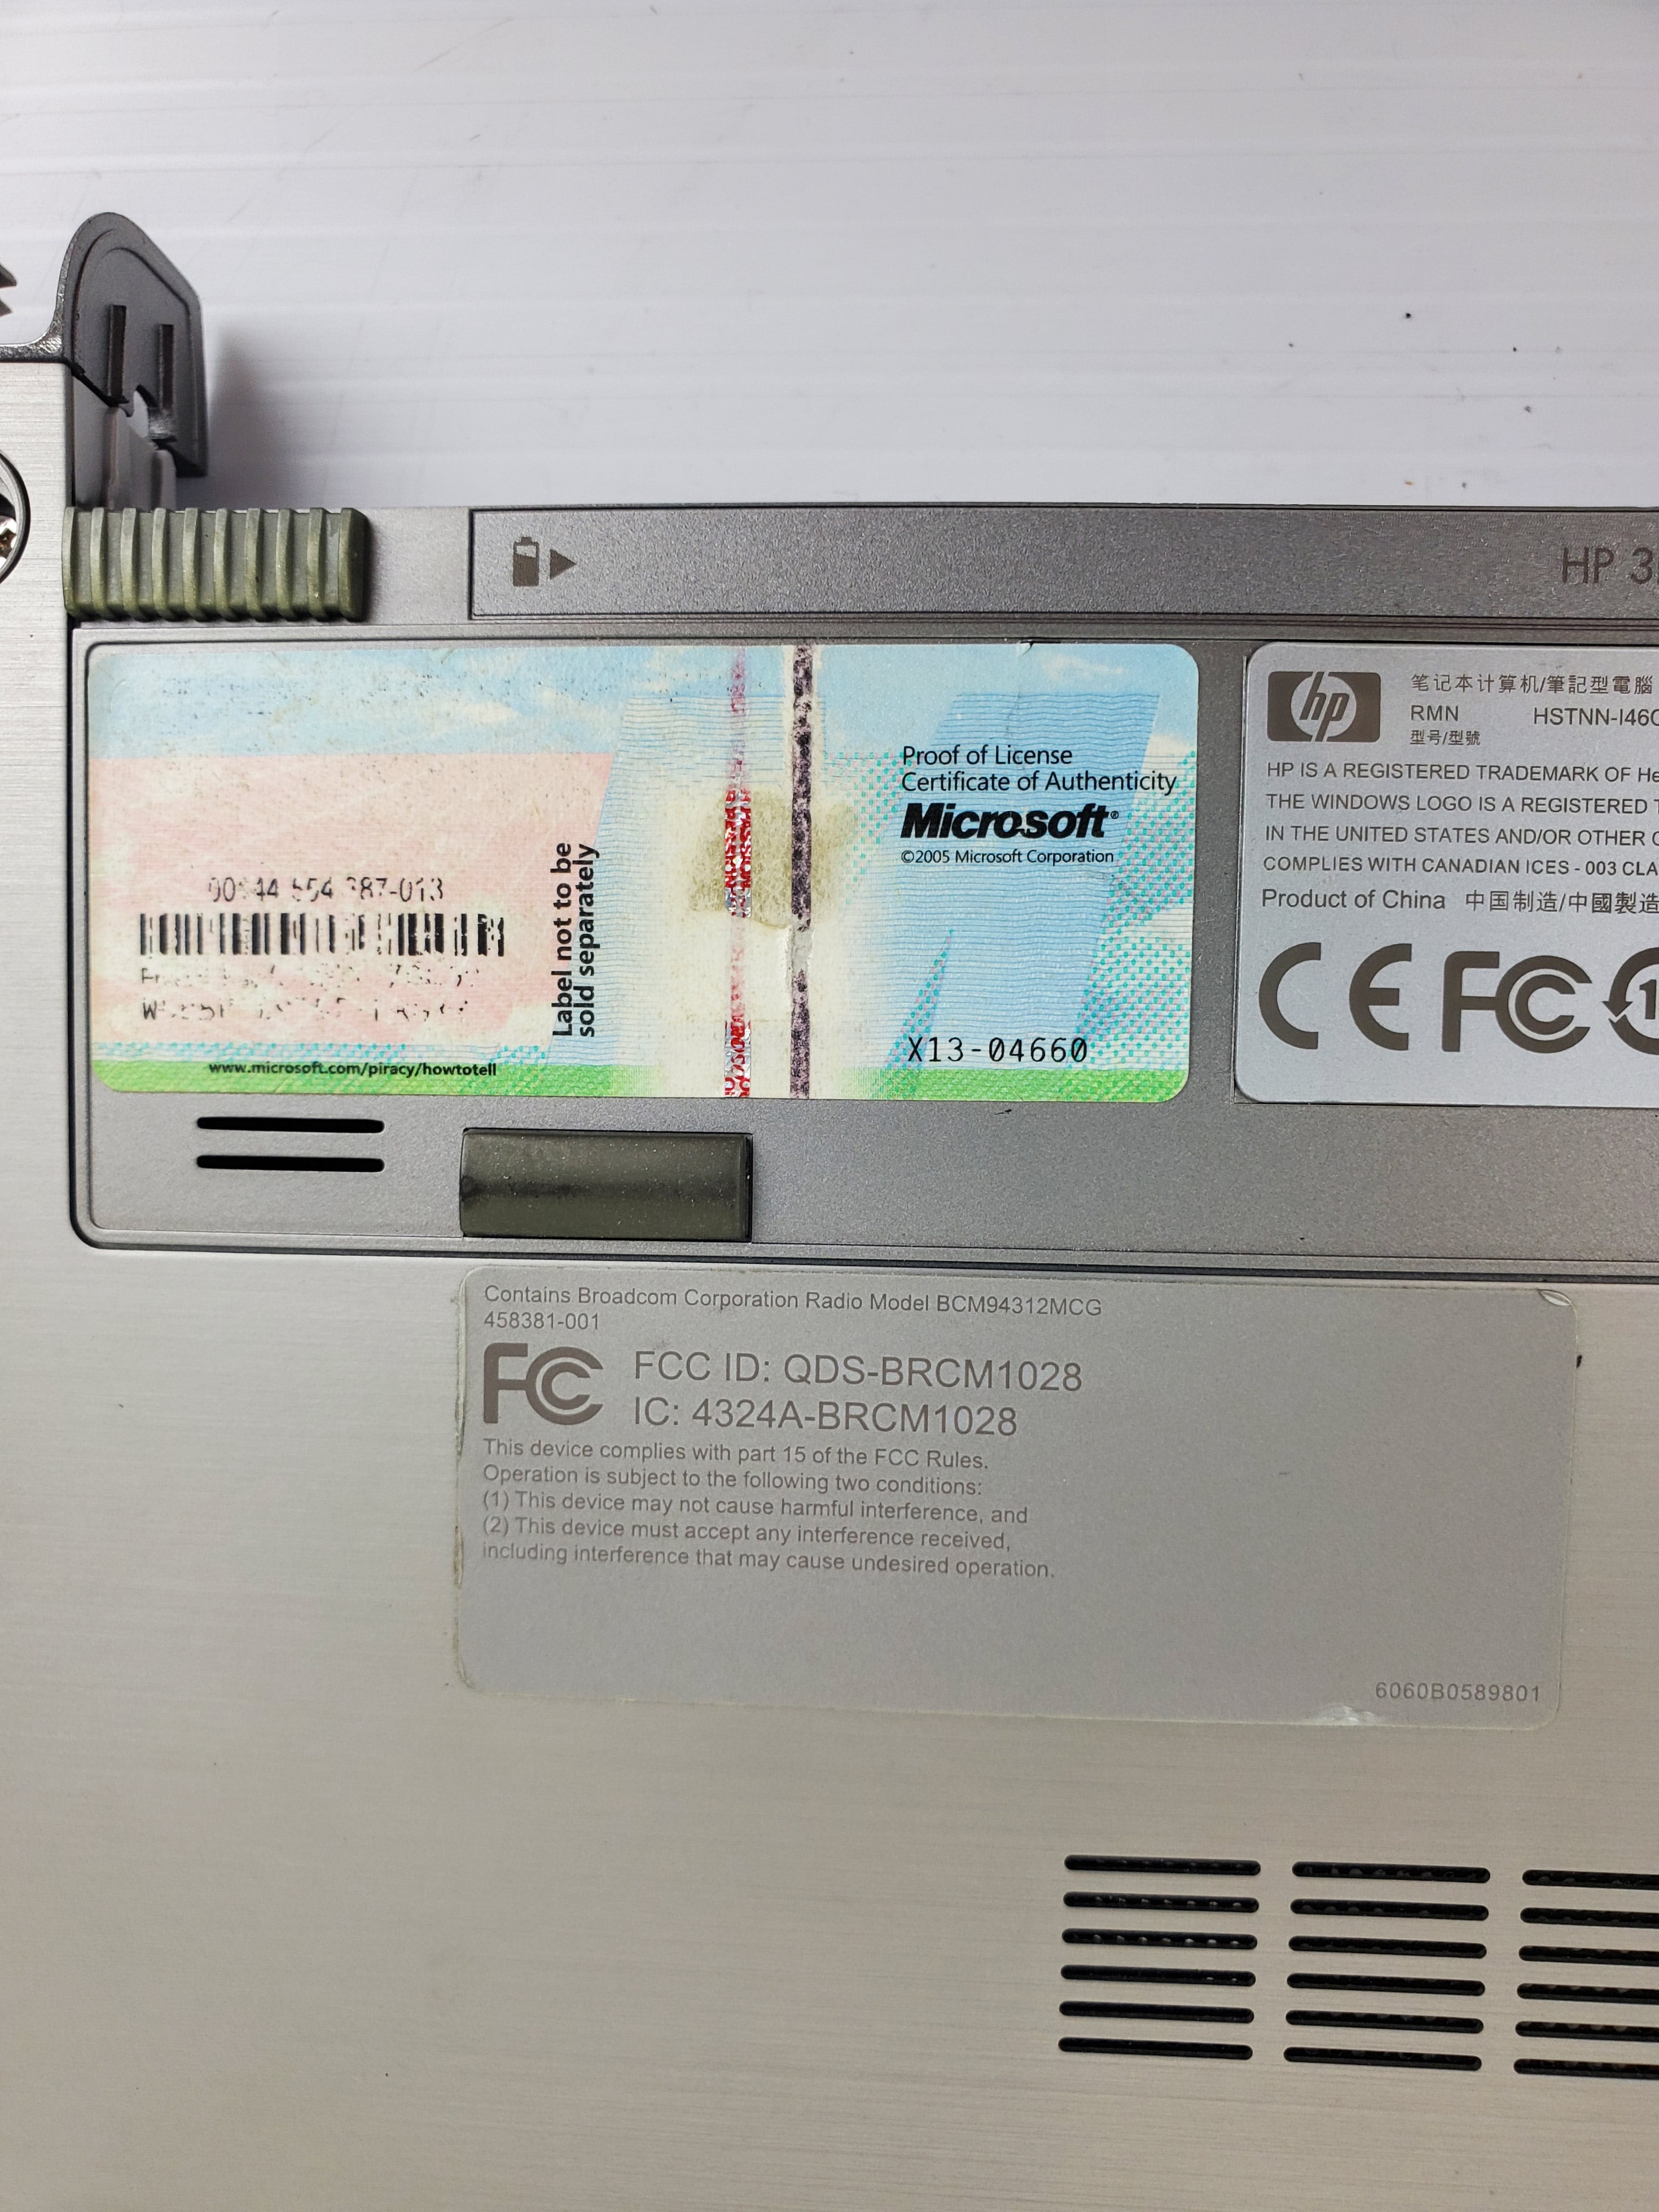 HP
Proof of License
Certificate of Authenticity
Microsoft®
©2005 Microsoft Corporation
Label not to be
sold separately
X13-04660
www.microsoft.com/piracy/howtotell
hp
笔记本计算机/筆記型電腦
RMN HSTNN-I46C
型号/型號
HP IS A REGISTERED TRADEMARK OF
THE WINDOWS LOGO IS A REGISTERED
IN THE UNITED STATES AND/OR OTHER
COMPLIES WITH CANADIAN ICES - 003
Product of China 中国制造/中國製造
CE FC
Contains Broadcom Corporation Radio Model BCM94312MCG
458381-001
FC
FCC ID: QDS-BRCM1028
IC: 4324A-BRCM1028
This device complies with part 15 of the FCC Rules.
Operation is subject to the following two conditions:
(1) This device may not cause harmful interference, and
(2) This device must accept any interference received,
including interference that may cause undesired operation.
6060B0589801